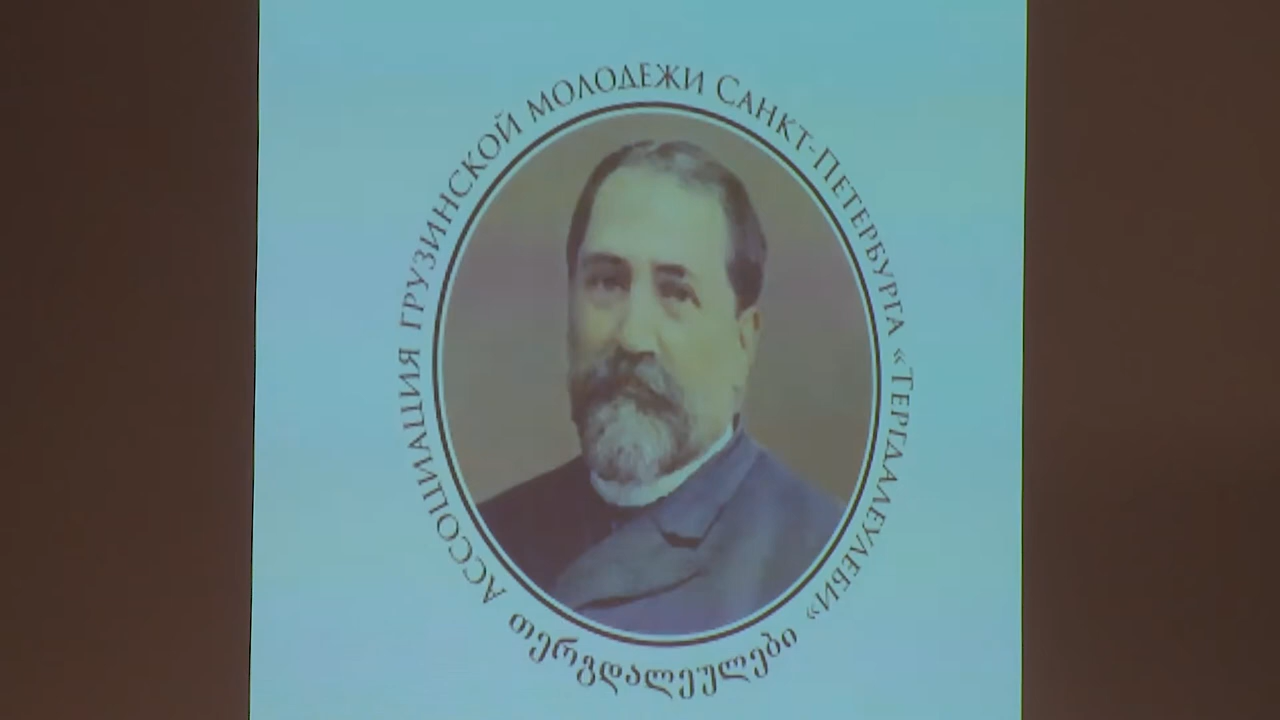 АССОЦИАЦИЯ ГРУЗИНСКОЙ МОЛОДЕЖИ САНКТ-ПЕТЕРБУРГА «ТЕРГДАЛЕУЛЕБИ»
თერგდალეულები